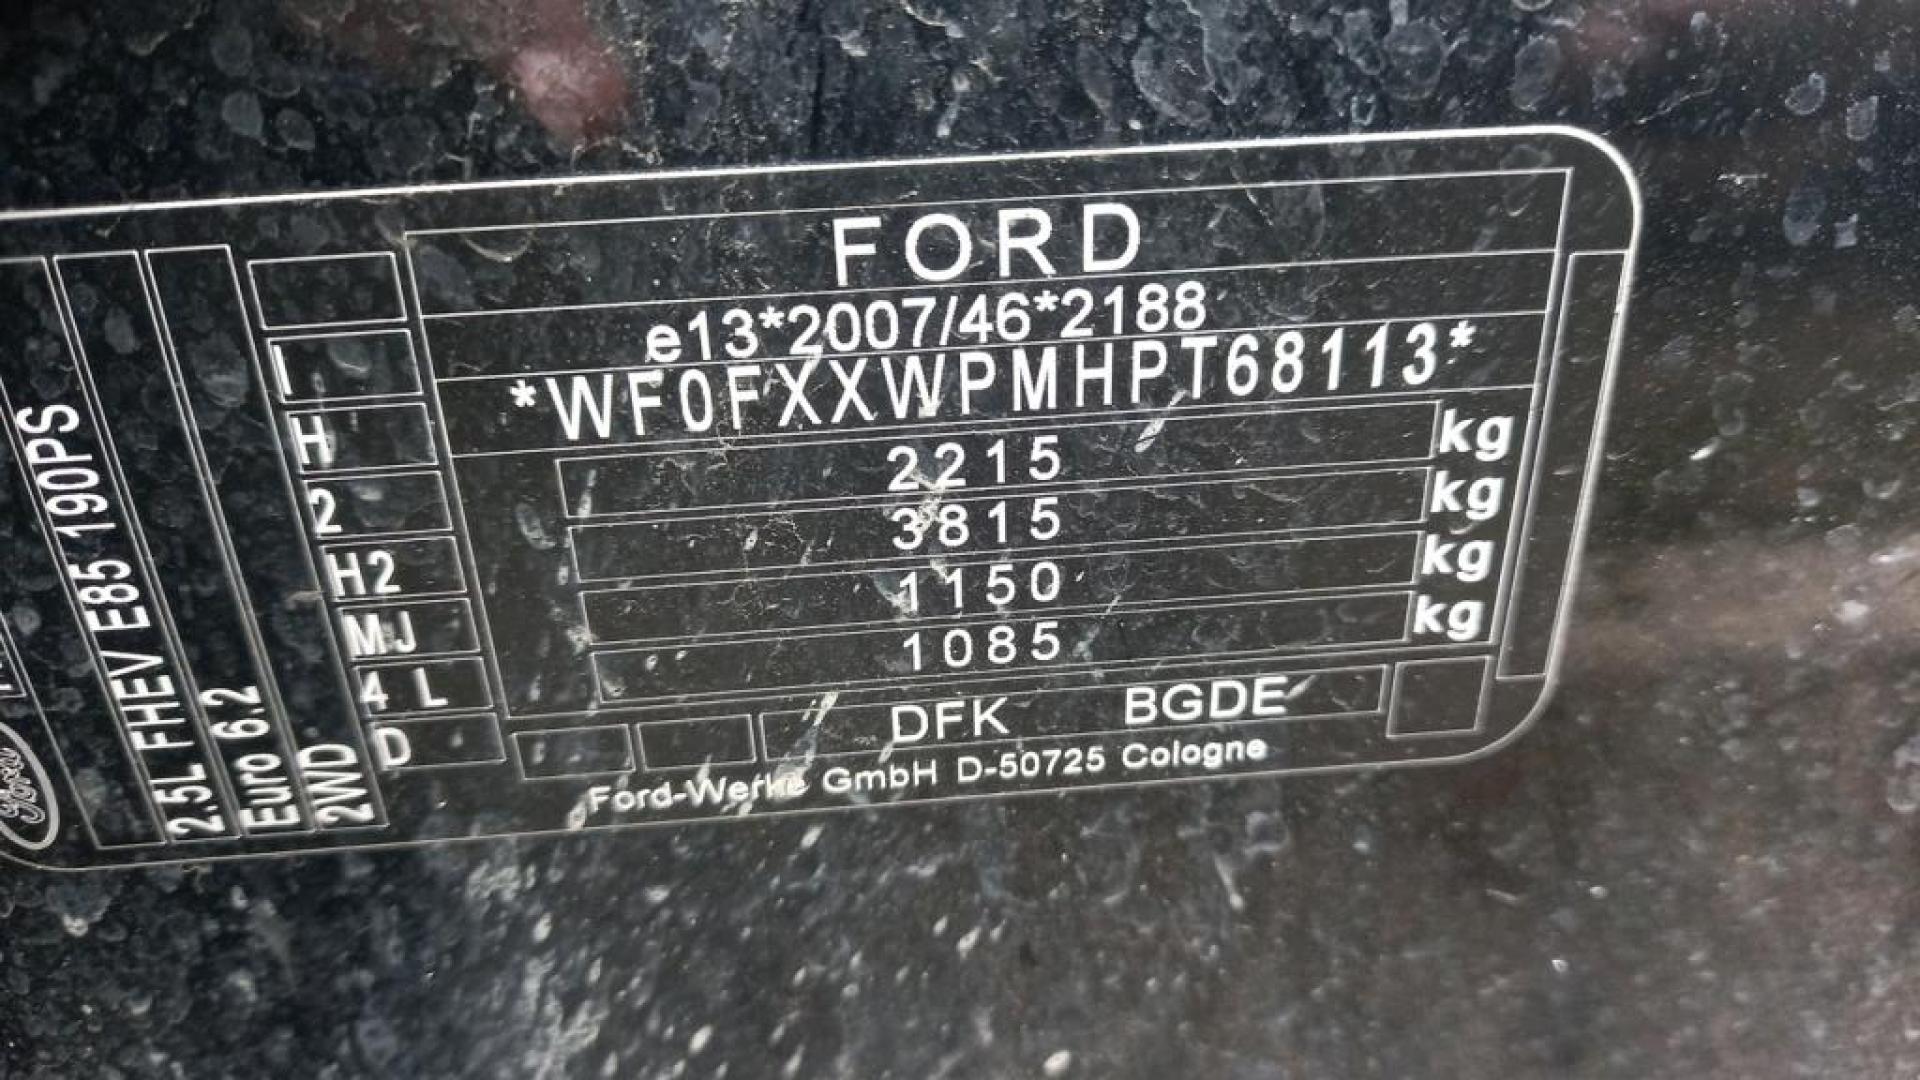 FORD
e13*2007/46*2188
*WF0FXXWPMHPT68113*
2215 kg
3815 kg
1150 kg
1085 kg
DFK BGDE
Ford-Werke GmbH D-50725 Cologne
I
H
2
H2
MJ
4 L
D
2WD
Euro 6.2
2.5L FHEV E85 190PS
Ford